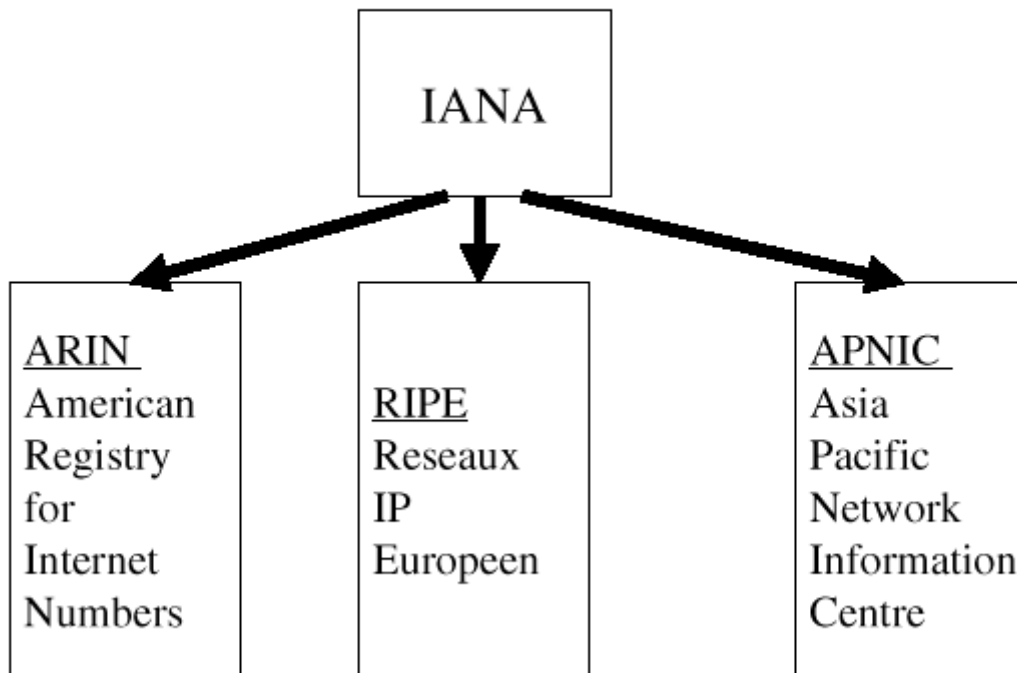 IANA
ARIN
American
Registry
for
Internet
Numbers
RIPE
Reseaux
IP
Europeen
APNIC
Asia
Pacific
Network
Information
Centre